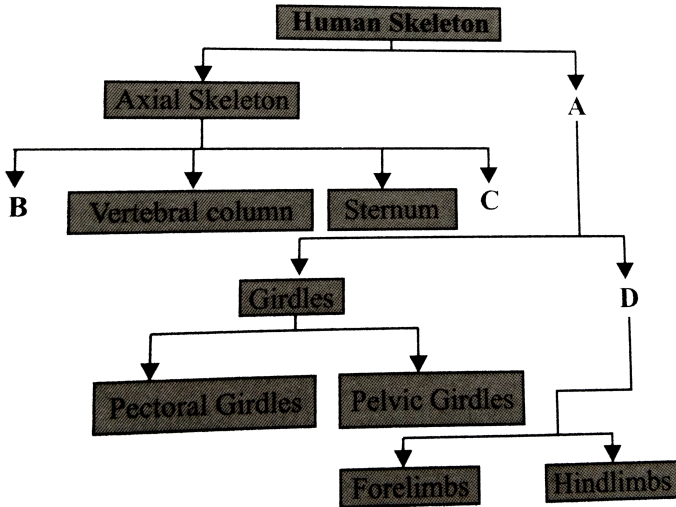 Human Skeleton
Axial Skeleton
A
B
Vertebral column
Sternum
C
Girdles
D
Pectoral Girdles
Pelvic Girdles
Forelimbs
Hindlimbs